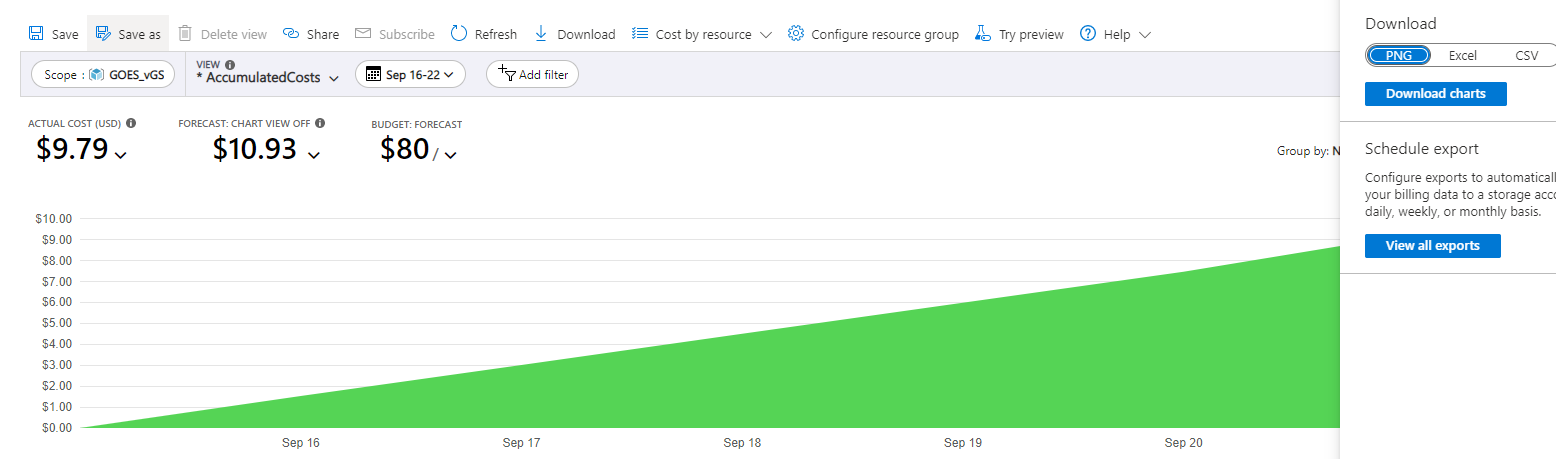 Save Save as Delete view Share Subscribe Refresh Download Cost by resource Configure resource group Try preview Help
Scope : GOES_vGS
VIEW
* AccumulatedCosts
Sep 16-22
Add filter
ACTUAL COST (USD) FORECAST: CHART VIEW OFF BUDGET: FORECAST
$9.79 $10.93 $80 /
Group by: N
$10.00
$9.00
$8.00
$7.00
$6.00
$5.00
$4.00
$3.00
$2.00
$1.00
$0.00
Sep 16 Sep 17 Sep 18 Sep 19 Sep 20
Download
PNG Excel CSV
Download charts
Schedule export
Configure exports to automaticall
your billing data to a storage acc
daily, weekly, or monthly basis.
View all exports